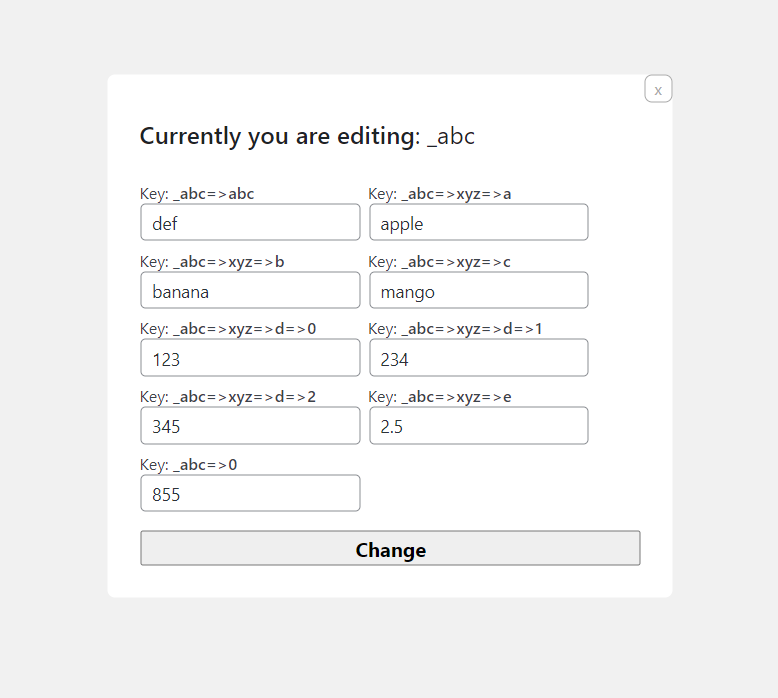 x
Currently you are editing: _abc
Key: _abc=>abc Key: _abc=>xyz=>a
def apple
Key: _abc=>xyz=>b Key: _abc=>xyz=>c
banana mango
Key: _abc=>xyz=>d=>0 Key: _abc=>xyz=>d=>1
123 234
Key: _abc=>xyz=>d=>2 Key: _abc=>xyz=>e
345 2.5
Key: _abc=>0
855
Change